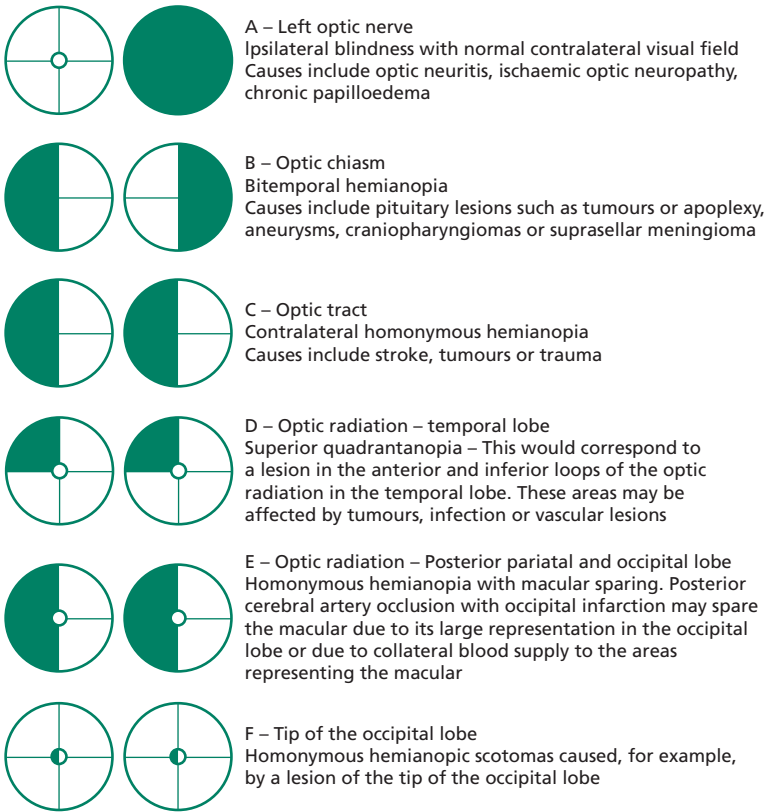 A – Left optic nerve
Ipsilateral blindness with normal contralateral visual field
Causes include optic neuritis, ischaemic optic neuropathy,
chronic papilloedema
B – Optic chiasm
Bitemporal hemianopia
Causes include pituitary lesions such as tumours or apoplexy,
aneurysms, craniopharyngiomas or suprasellar meningioma
C – Optic tract
Contralateral homonymous hemianopia
Causes include stroke, tumours or trauma
D – Optic radiation – temporal lobe
Superior quadrantanopia – This would correspond to
a lesion in the anterior and inferior loops of the optic
radiation in the temporal lobe. These areas may be
affected by tumours, infection or vascular lesions
E – Optic radiation – Posterior pariatal and occipital lobe
Homonymous hemianopia with macular sparing. Posterior
cerebral artery occlusion with occipital infarction may spare
the macular due to its large representation in the occipital
lobe or due to collateral blood supply to the areas
representing the macular
F – Tip of the occipital lobe
Homonymous hemianopic scotomas caused, for example,
by a lesion of the tip of the occipital lobe